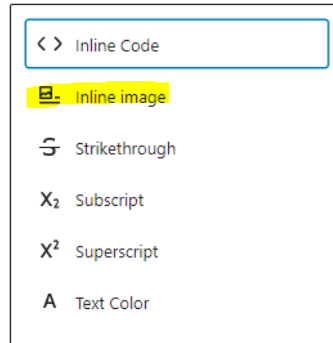 Inline Code
Inline image
Strikethrough
Subscript
Superscript
Text Color